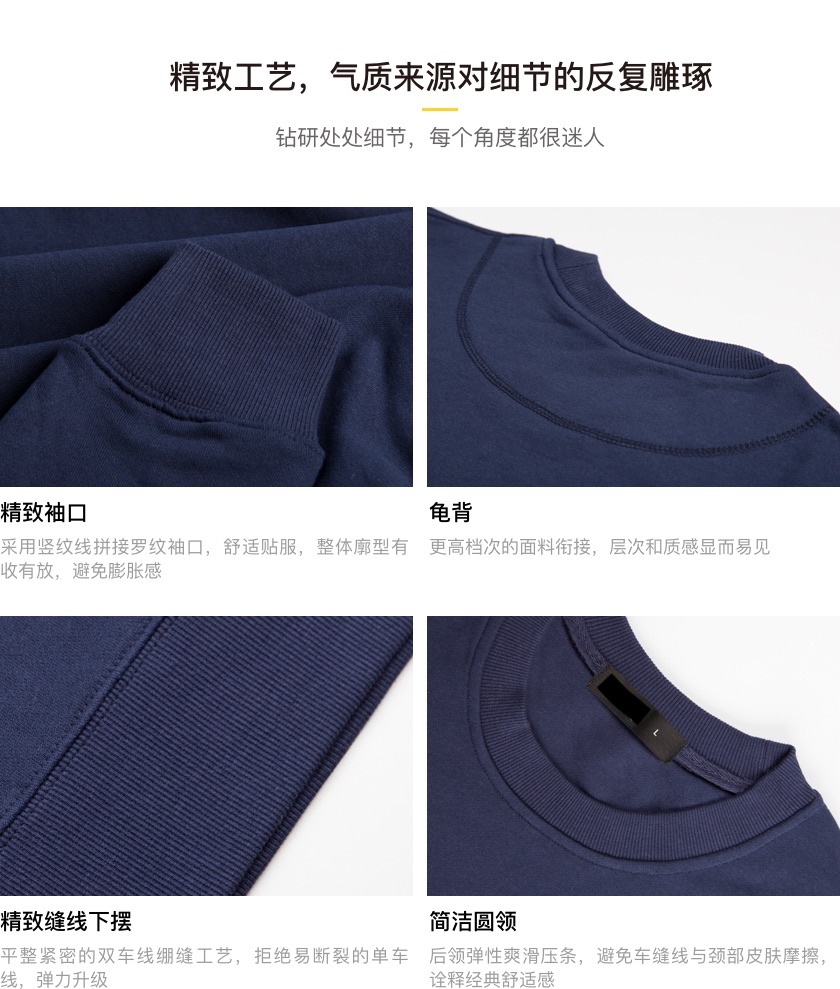 精致工艺，气质来源对细节的反复雕琢
钻研处处细节，每个角度都很迷人
精致袖口
采用竖纹线拼接罗纹袖口，舒适贴服，整体廓型有
收有放，避免膨胀感
龟背
更高档次的面料衔接，层次和质感显而易见
L
精致缝线下摆
平整紧密的双车线绷缝工艺，拒绝易断裂的单车
线，弹力升级
简洁圆领
后领弹性爽滑压条，避免车缝线与颈部皮肤摩擦，
诠释经典舒适感